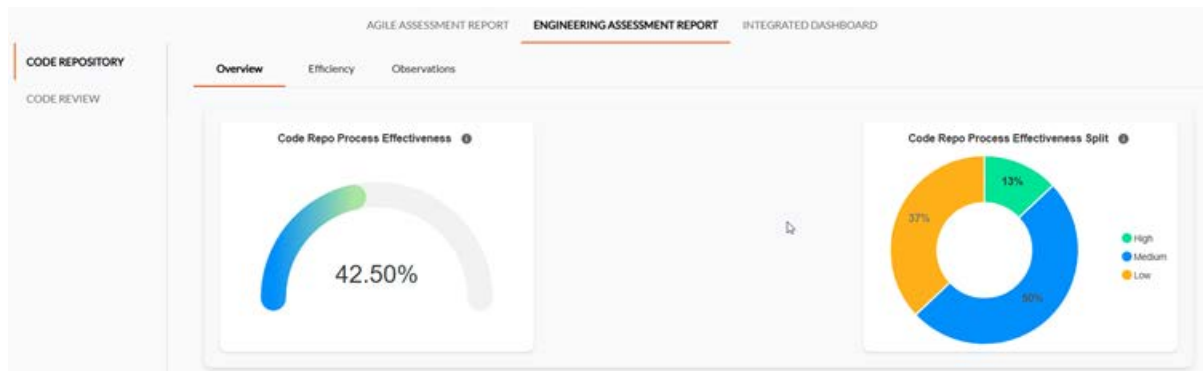 AGILE ASSESSMENT REPORT ENGINEERING ASSESSMENT REPORT INTEGRATED DASHBOARD
CODE REPOSITORY
CODE REVIEW
Overview Efficiency Observations
Code Repo Process Effectiveness
42.50%
Code Repo Process Effectiveness Split
13%
37%
50%
High
Medium
Low